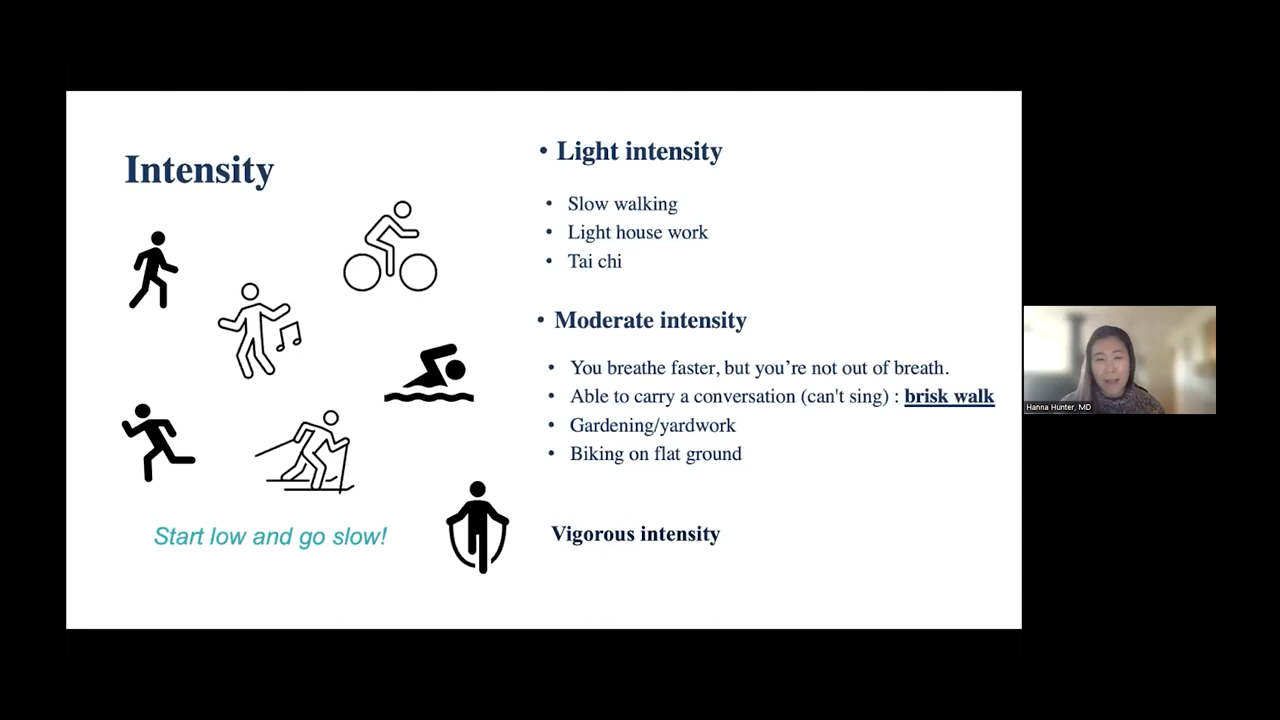 Intensity
Start low and go slow!
• Light intensity
• Slow walking
• Light house work
• Tai chi
• Moderate intensity
• You breathe faster, but you’re not out of breath.
• Able to carry a conversation (can't sing) : brisk walk
• Gardening/yardwork
• Biking on flat ground
Vigorous intensity
Hanna Hunter, MD